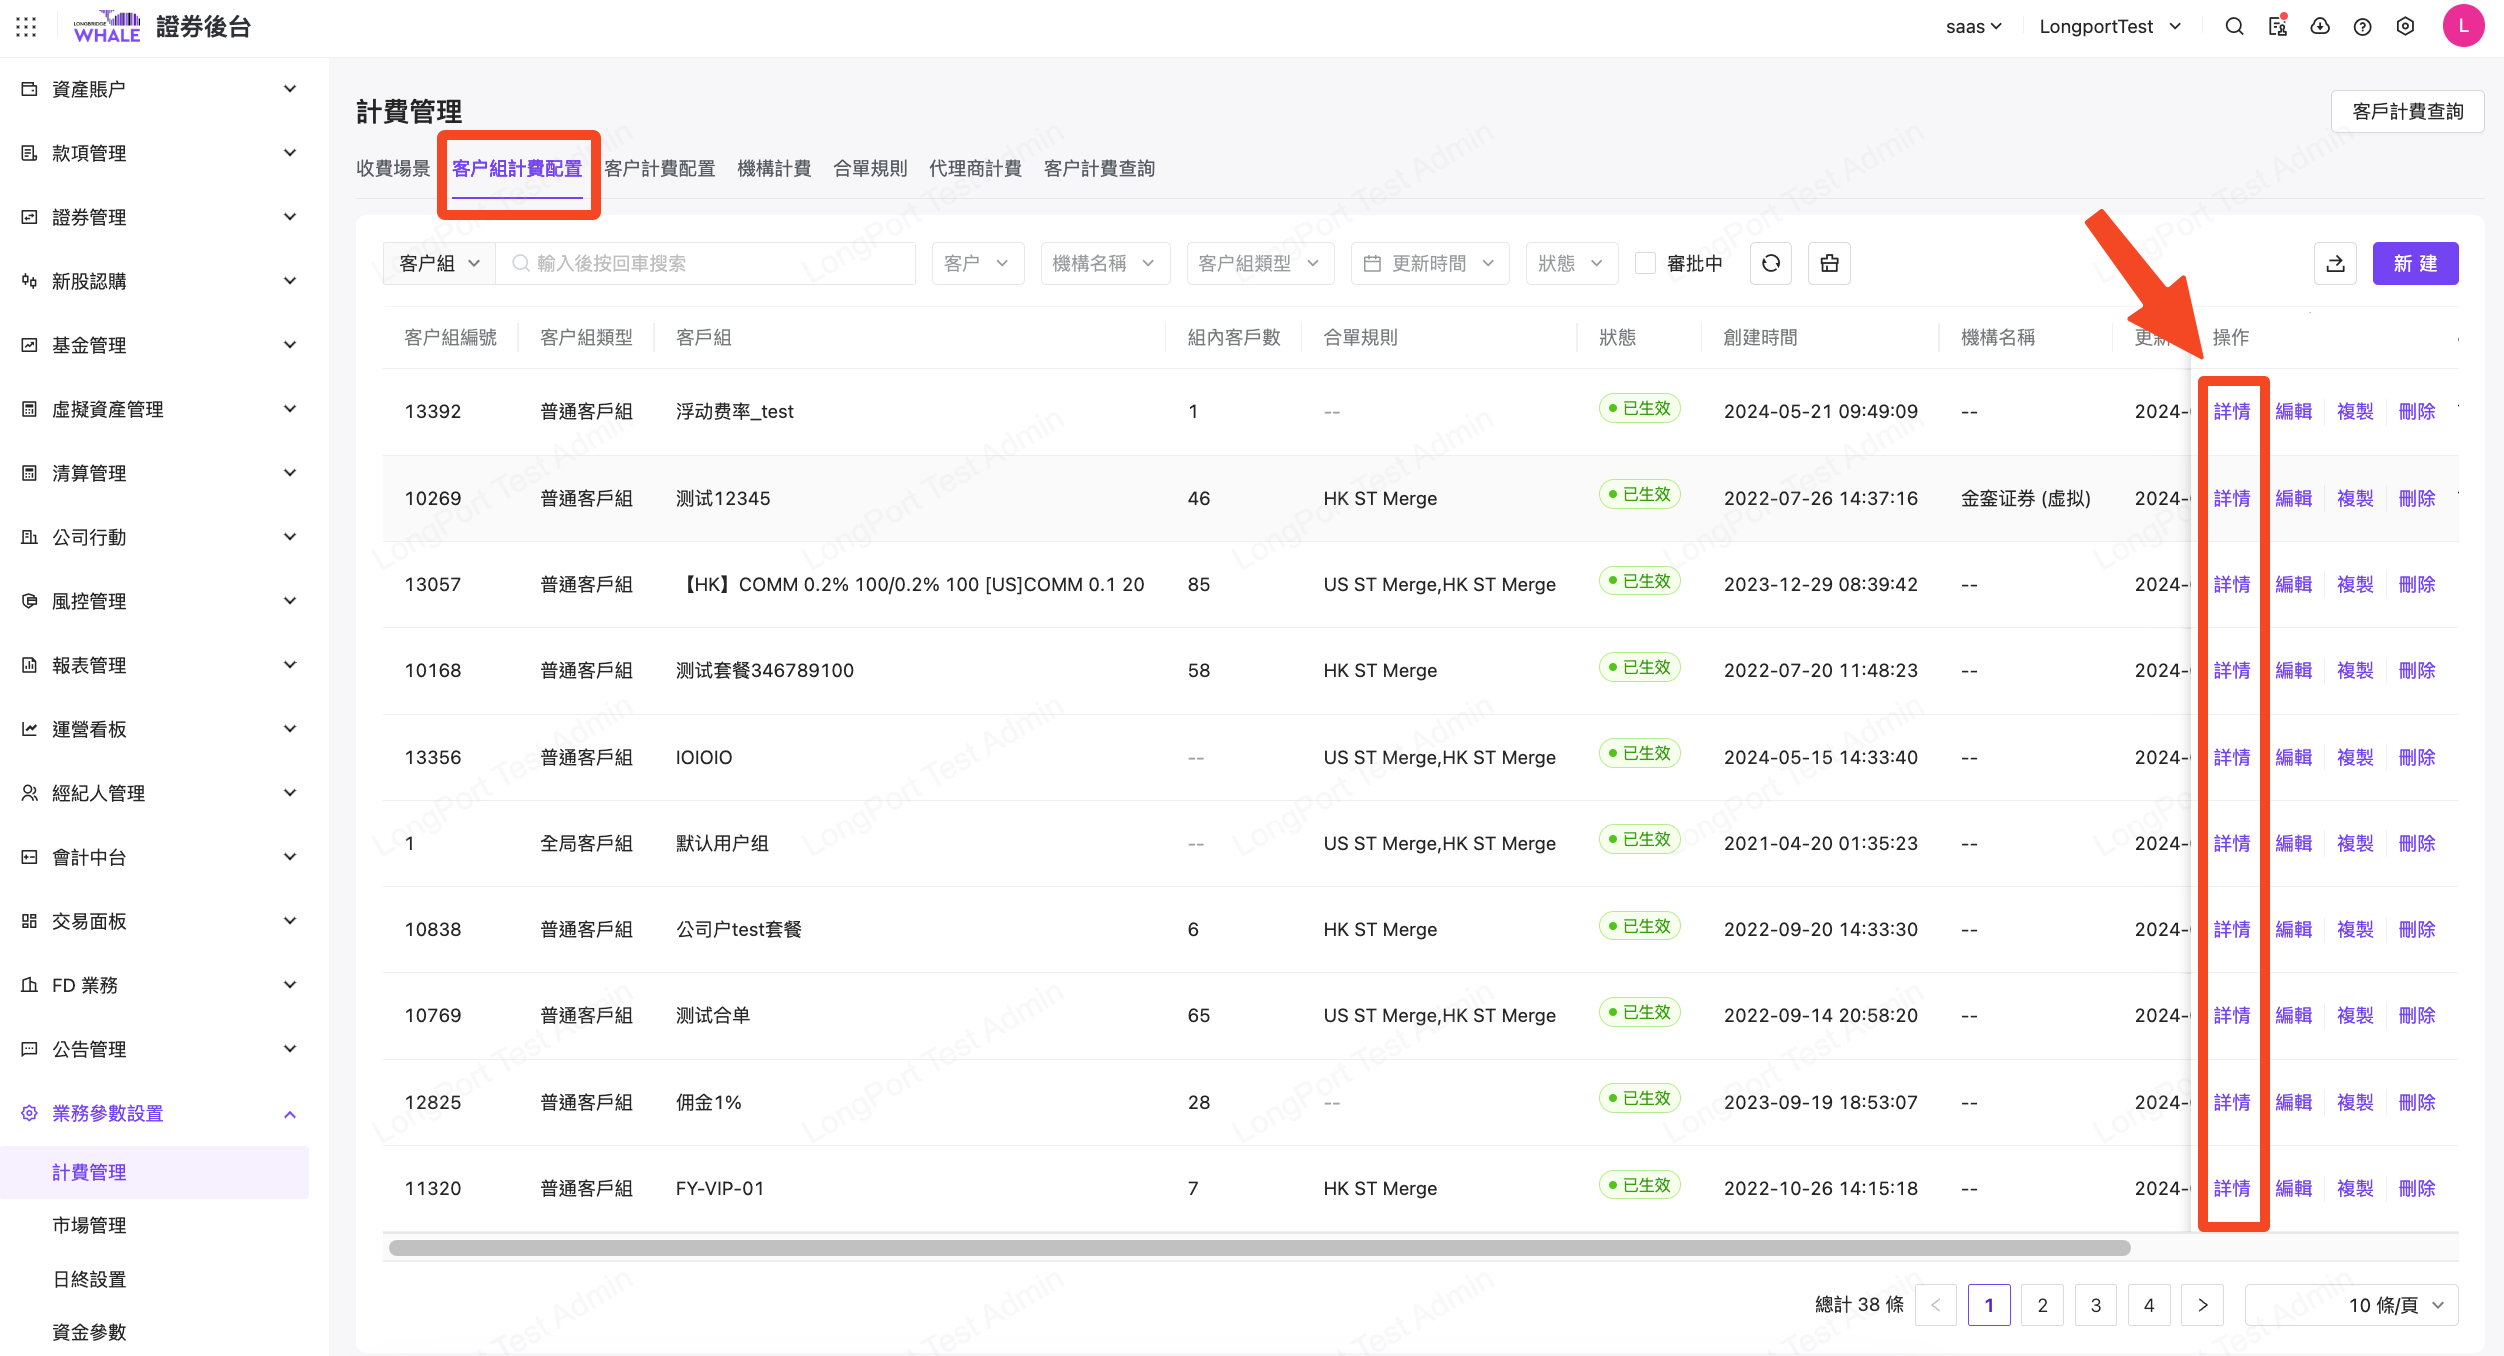 LONGBRIDGE
WHALE
證券後台
saas
LongportTest
L
資產賬户
款項管理
證券管理
新股認購
基金管理
虛擬資產管理
清算管理
公司行動
風控管理
報表管理
運營看板
經紀人管理
會計中台
交易面板
FD 業務
公告管理
業務參數設置
計費管理
市場管理
日終設置
資金參數
計費管理
客戶計費查詢
收費場景 客户組計費配置 客户計費配置 機構計費 合單規則 代理商計費 客户計費查詢
客户組 輸入後按回車搜索 客户 機構名稱 客户組類型 更新時間 狀態 審批中 新 建
客户組編號 客户組類型 客戶組 組內客戶數 合單規則 狀態 創建時間 機構名稱 更新 操作
13392 普通客戶組 浮动费率_test 1 -- 已生效 2024-05-21 09:49:09 -- 2024- 詳情 編輯 複製 刪除
10269 普通客戶組 测试12345 46 HK ST Merge 已生效 2022-07-26 14:37:16 金銮证券 (虚拟) 2024- 詳情 編輯 複製 刪除
13057 普通客戶組 【HK】COMM 0.2% 100/0.2% 100 [US]COMM 0.1 20 85 US ST Merge,HK ST Merge 已生效 2023-12-29 08:39:42 -- 2024- 詳情 編輯 複製 刪除
10168 普通客戶組 测试套餐346789100 58 HK ST Merge 已生效 2022-07-20 11:48:23 -- 2024- 詳情 編輯 複製 刪除
13356 普通客戶組 IOIOIO -- US ST Merge,HK ST Merge 已生效 2024-05-15 14:33:40 -- 2024- 詳情 編輯 複製 刪除
1 全局客戶組 默认用户组 -- US ST Merge,HK ST Merge 已生效 2021-04-20 01:35:23 -- 2024- 詳情 編輯 複製 刪除
10838 普通客戶組 公司户test套餐 6 HK ST Merge 已生效 2022-09-20 14:33:30 -- 2024- 詳情 編輯 複製 刪除
10769 普通客戶組 测试合单 65 US ST Merge,HK ST Merge 已生效 2022-09-14 20:58:20 -- 2024- 詳情 編輯 複製 刪除
12825 普通客戶組 佣金1% 28 -- 已生效 2023-09-19 18:53:07 -- 2024- 詳情 編輯 複製 刪除
11320 普通客戶組 FY-VIP-01 7 HK ST Merge 已生效 2022-10-26 14:15:18 -- 2024- 詳情 編輯 複製 刪除
總計 38 條 1 2 3 4 10 條/頁
LongPort Test Admin